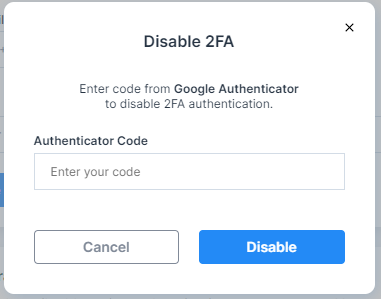 Disable 2FA
Enter code from Google Authenticator
to disable 2FA authentication.
Authenticator Code
Enter your code
Cancel
Disable